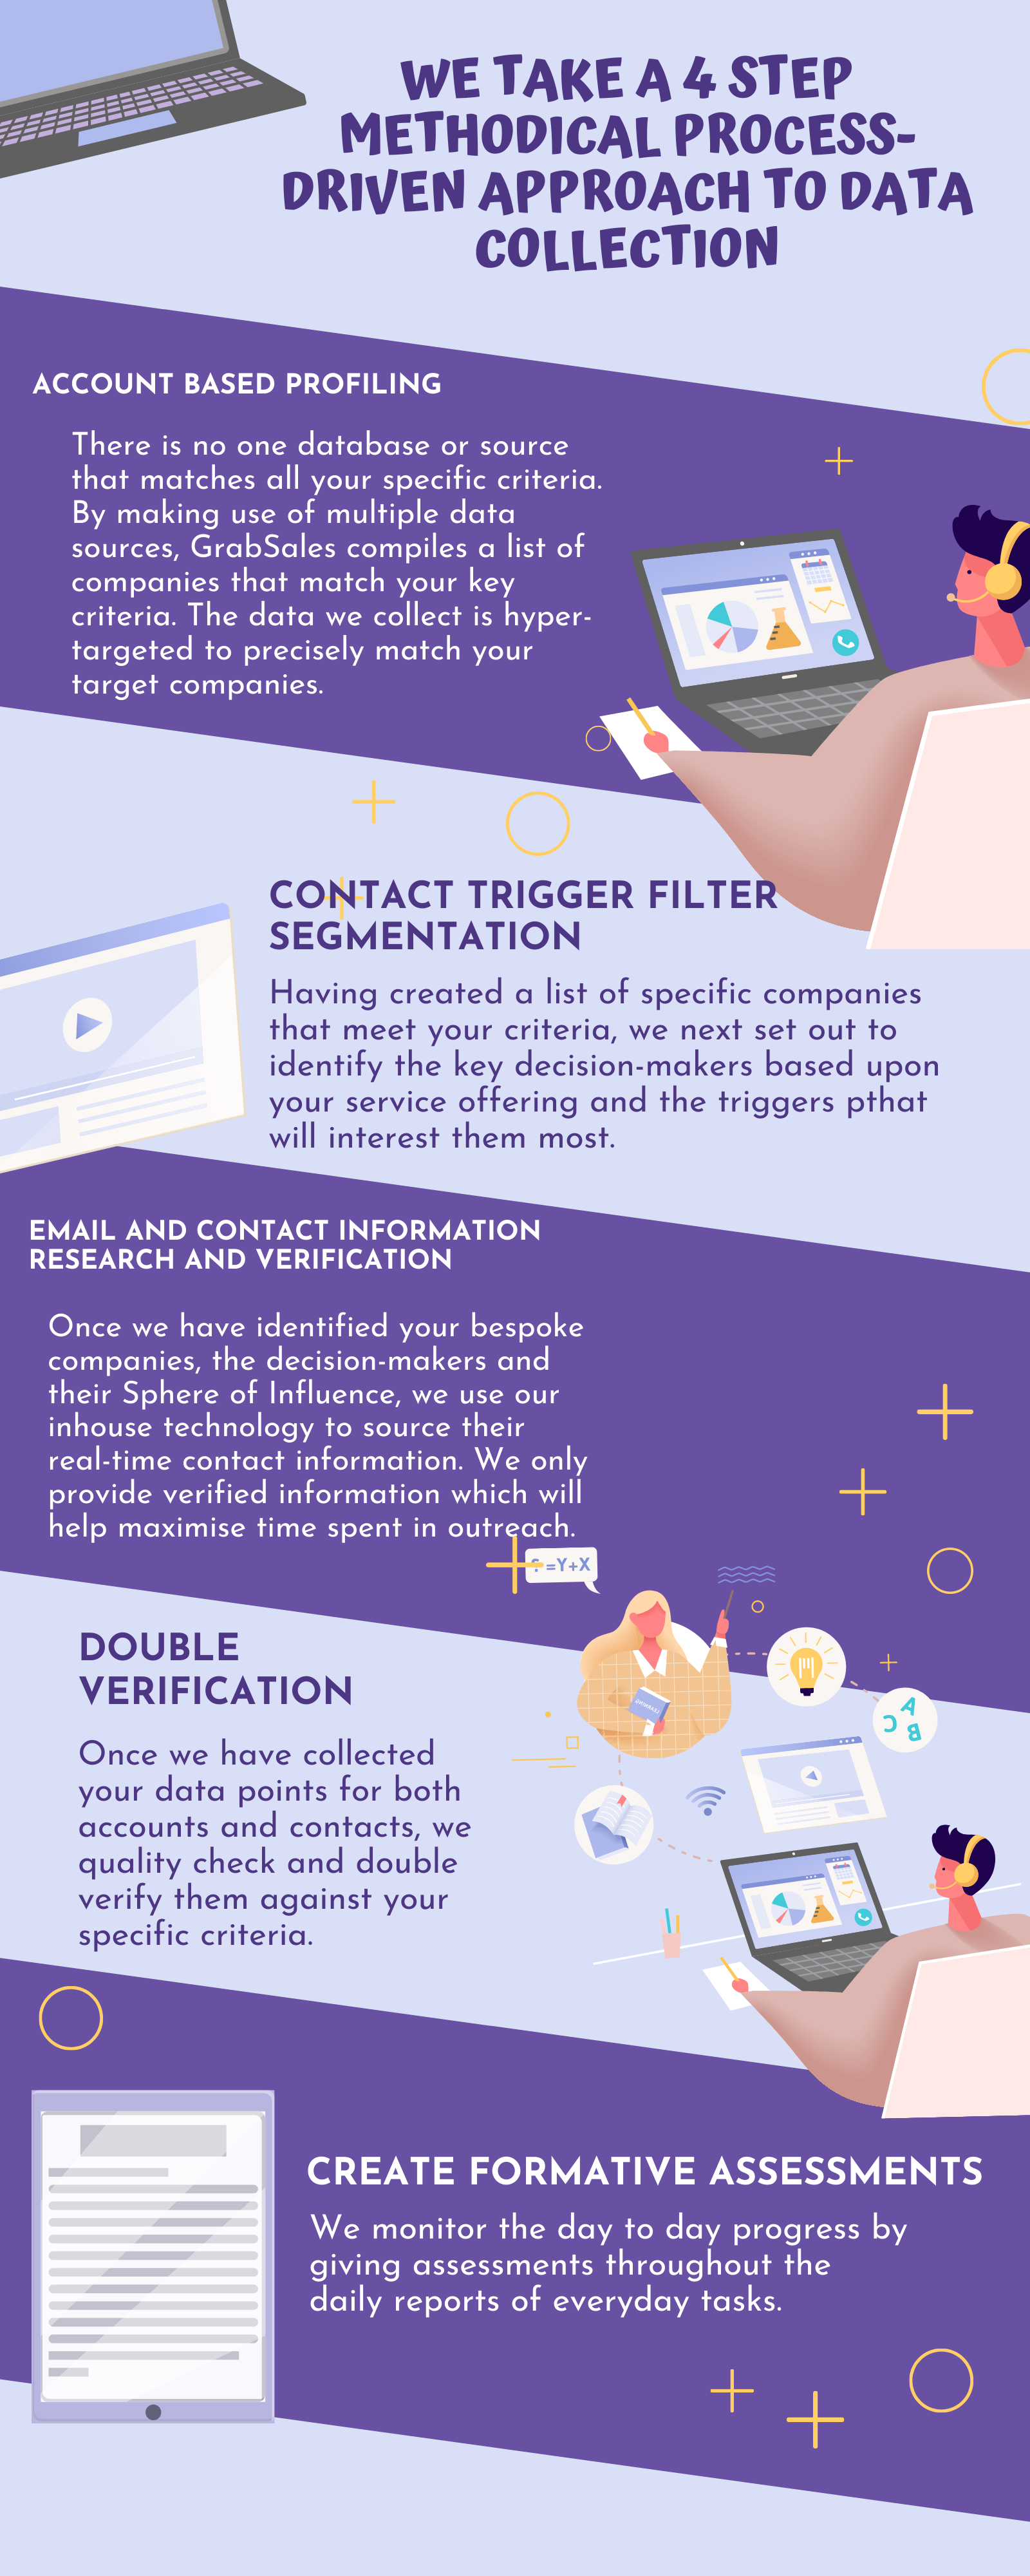 WE TAKE A 4 STEP
METHODICAL PROCESS-
DRIVEN APPROACH TO DATA
COLLECTION
ACCOUNT BASED PROFILING
There is no one database or source
that matches all your specific criteria.
By making use of multiple data
sources, GrabSales compiles a list of
companies that match your key
criteria. The data we collect is hyper-
targeted to precisely match your
target companies.
CONTACT TRIGGER FILTER
SEGMENTATION
Having created a list of specific companies
that meet your criteria, we next set out to
identify the key decision-makers based upon
your service offering and the triggers pthat
will interest them most.
EMAIL AND CONTACT INFORMATION
RESEARCH AND VERIFICATION
Once we have identified your bespoke
companies, the decision-makers and
their Sphere of Influence, we use our
inhouse technology to source their
real-time contact information. We only
provide verified information which will
help maximise time spent in outreach.
=Y+X
DOUBLE
VERIFICATION
Once we have collected
your data points for both
accounts and contacts, we
quality check and double
verify them against your
specific criteria.
A
B
C
CREATE FORMATIVE ASSESSMENTS
We monitor the day to day progress by
giving assessments throughout the
daily reports of everyday tasks.